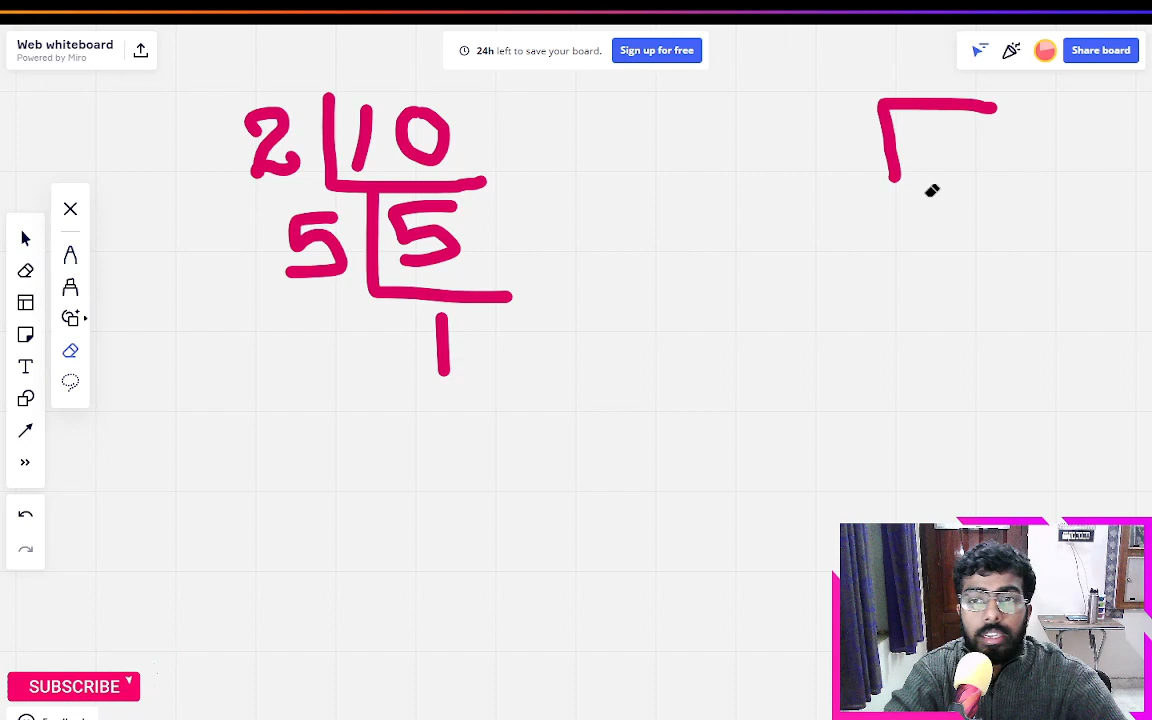 Web whiteboard
Powered by Miro
24h left to save your board.
Sign up for free
Share board
2 10
5 5
1
SUBSCRIBE